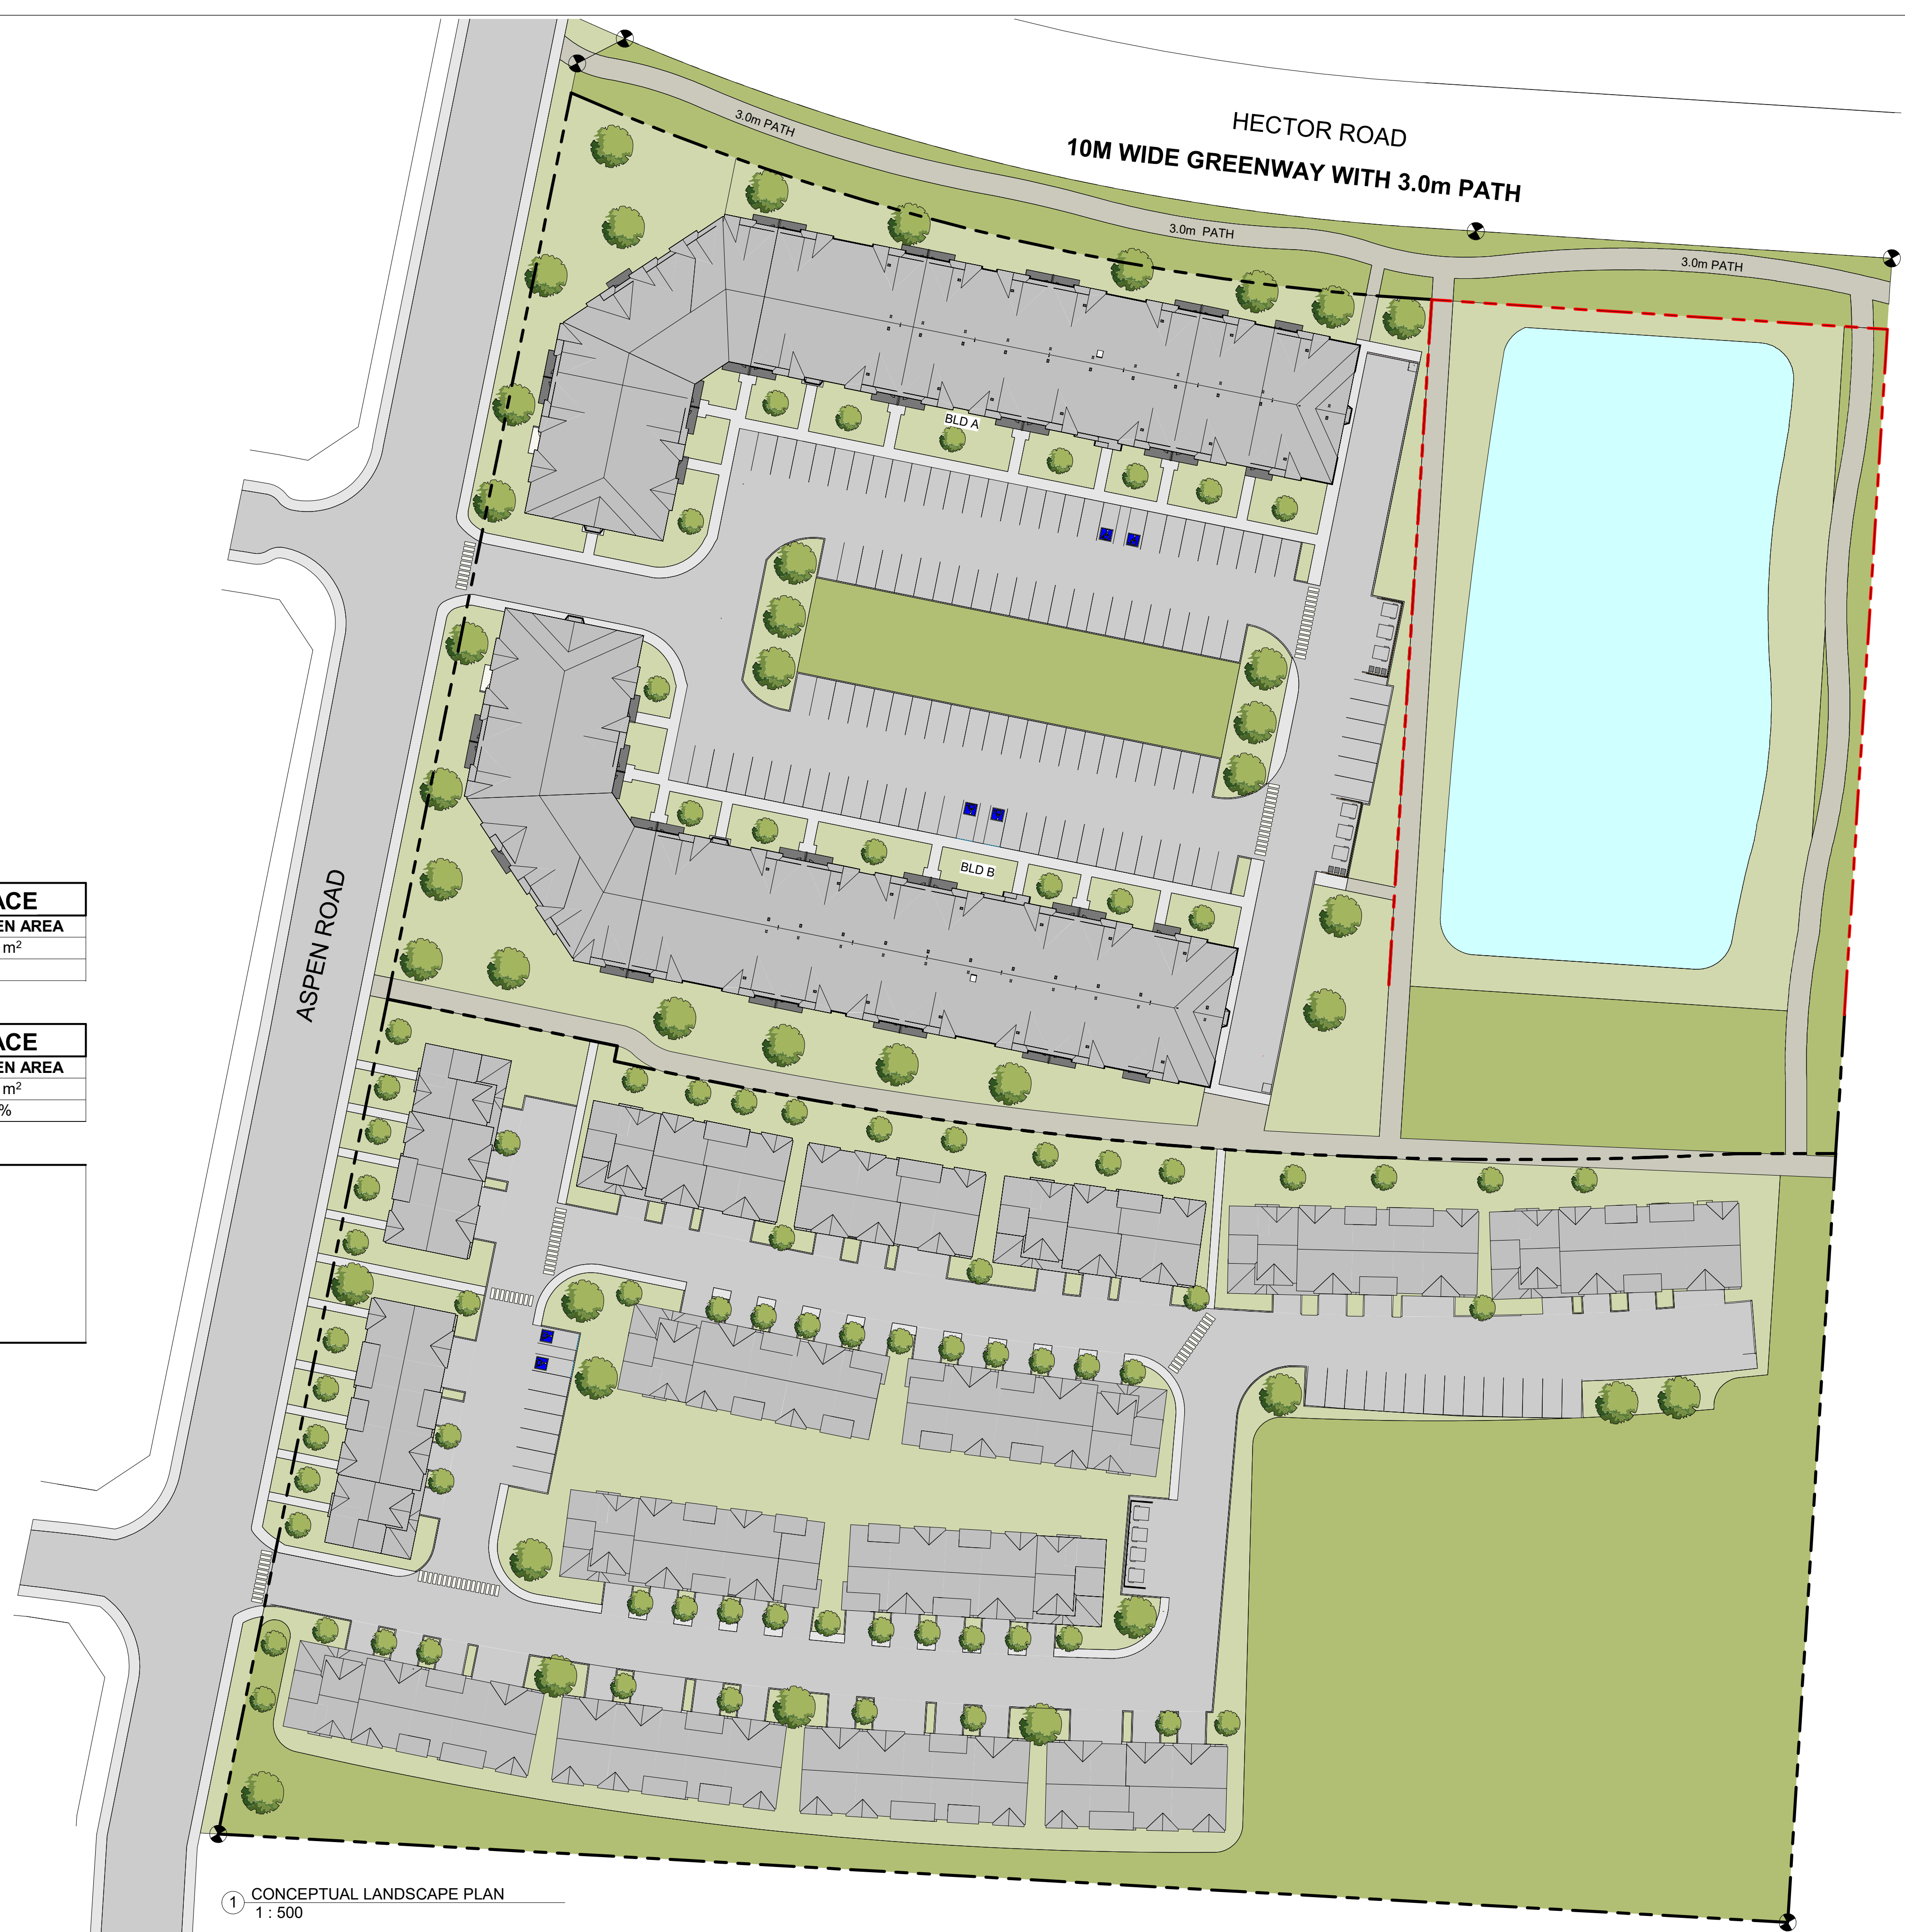 HECTOR ROAD
10M WIDE GREENWAY WITH 3.0m PATH
3.0m PATH
3.0m PATH
3.0m PATH
BLD A
BLD B
ASPEN ROAD
ACE
EN AREA
m²
ACE
EN AREA
m²
%
1 CONCEPTUAL LANDSCAPE PLAN
1 : 500